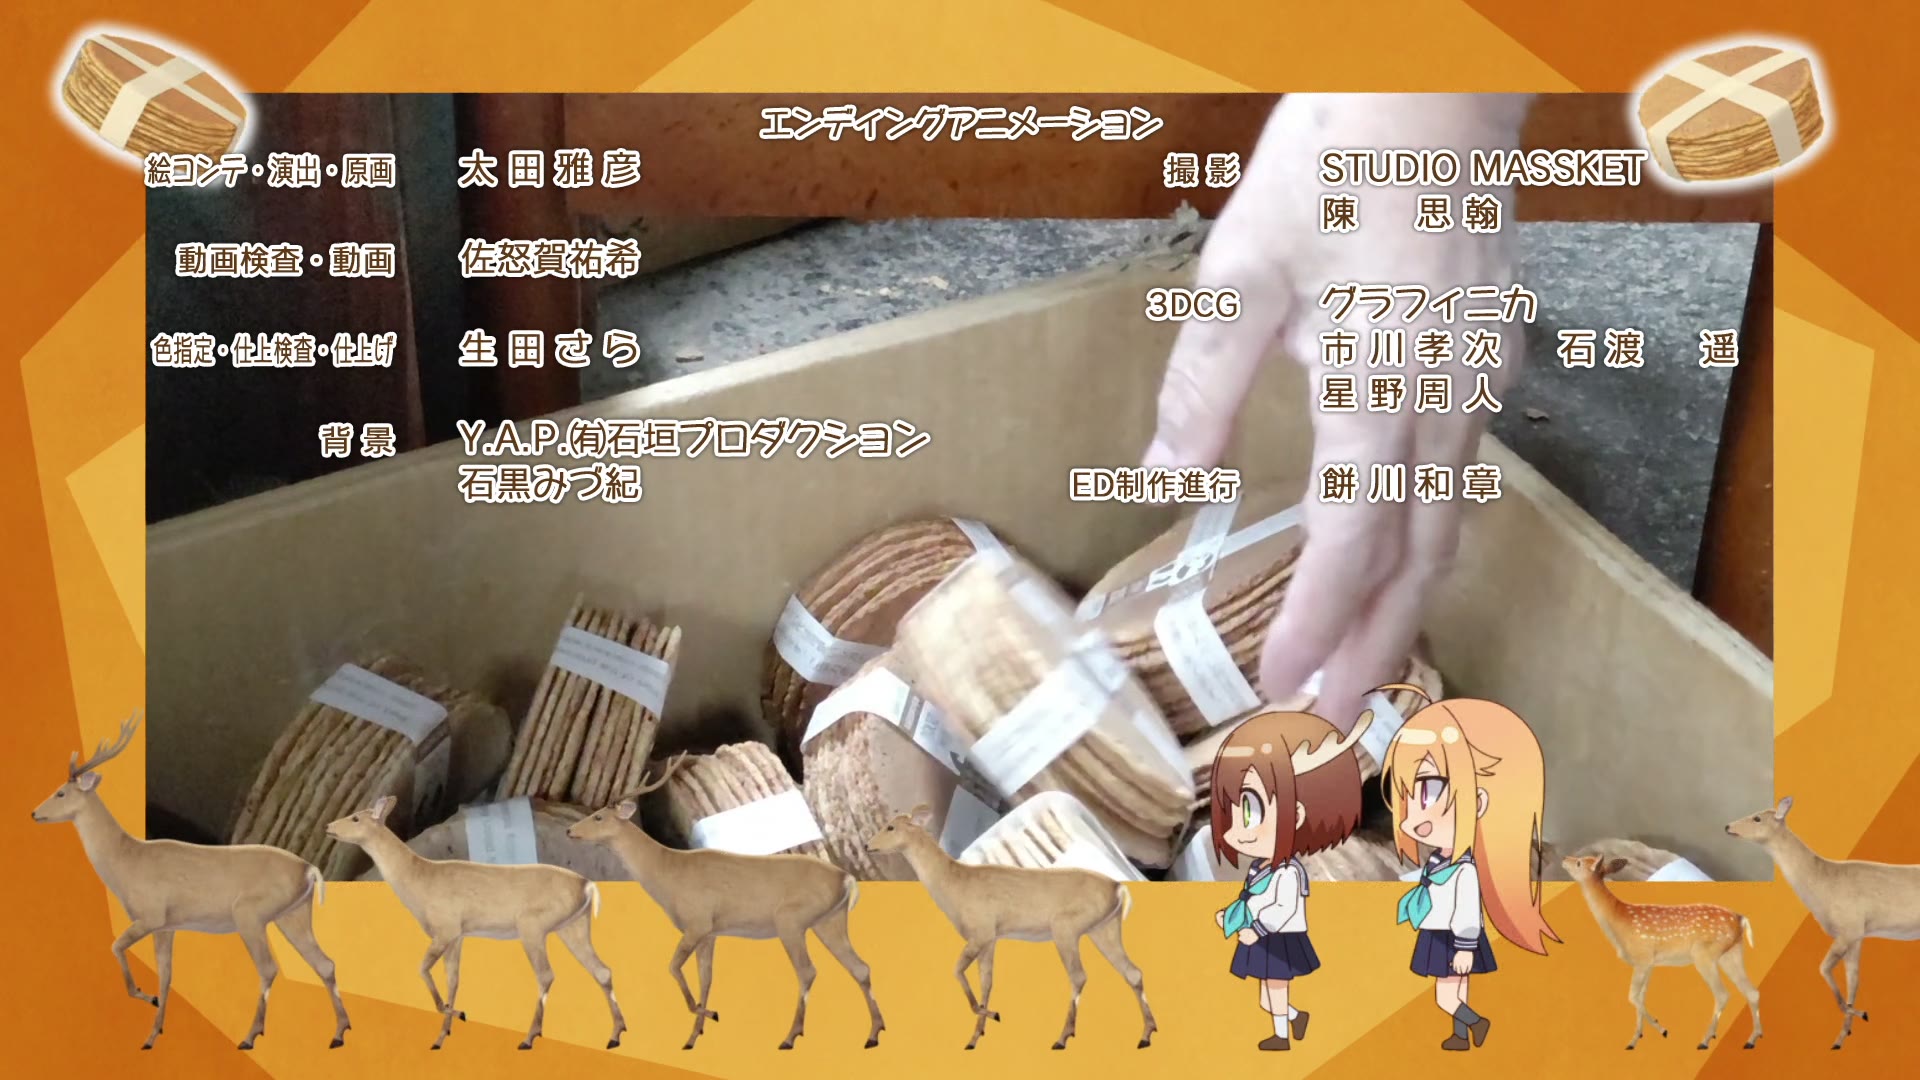 エンディングアニメーション
絵コンテ・演出・原画 太田雅彦
動画検査・動画 佐怒賀祐希
色指定・仕上検査・仕上げ 生田さら
背景 Y.A.P.㈲石垣プロダクション
石黒みづ紀
撮影 STUDIO MASSKET
陳 思翰
3DCG グラフィニカ
市川孝次 石渡 遥
星野周人
ED制作進行 餅川和章